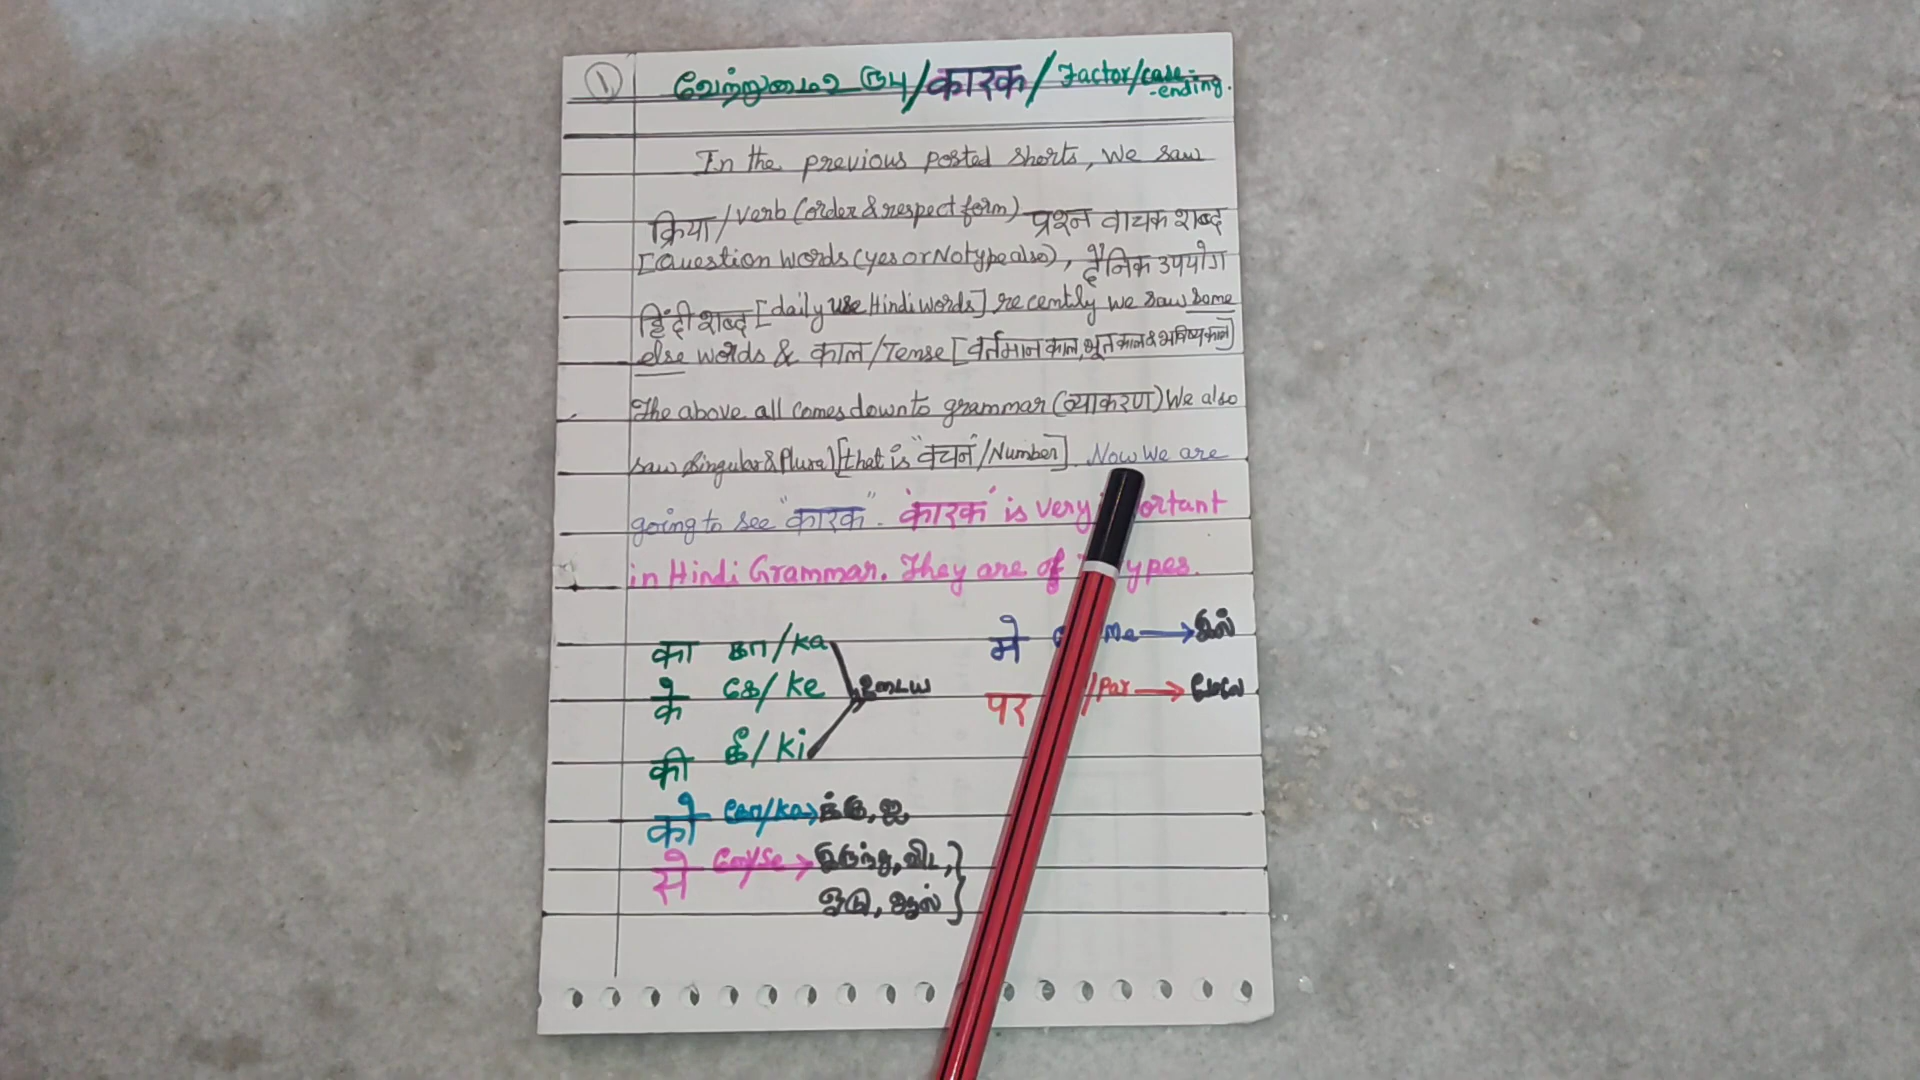 १
வேற்றுமை உருபு/कारक/Factor/case-
-ending.
In the previous posted shorts, we saw
क्रिया/verb (order & respect form) प्रश्न वाचक शब्द
[Question words (yes or No type also), दैनिक उपयोग
हिंदी शब्द [daily use Hindi words] recently we saw some
else words & काल/Tense [वर्तमान काल, भूत काल & भविष्य काल]
The above all comes down to grammar (व्याकरण) We also
saw Singular & Plural [that is "वचन"/Number]. Now we are
going to see "कारक". 'कारक' is very
in Hindi Grammar. They are of
का கா/ka
के கே/ke
की கீ/ki
உடைய
को கோ/ko→க்கு, ஐ
से சே/se→இருந்து, விட,
ஓடு, ஆல்
मे Me→இல்
पर /Par→மேலே